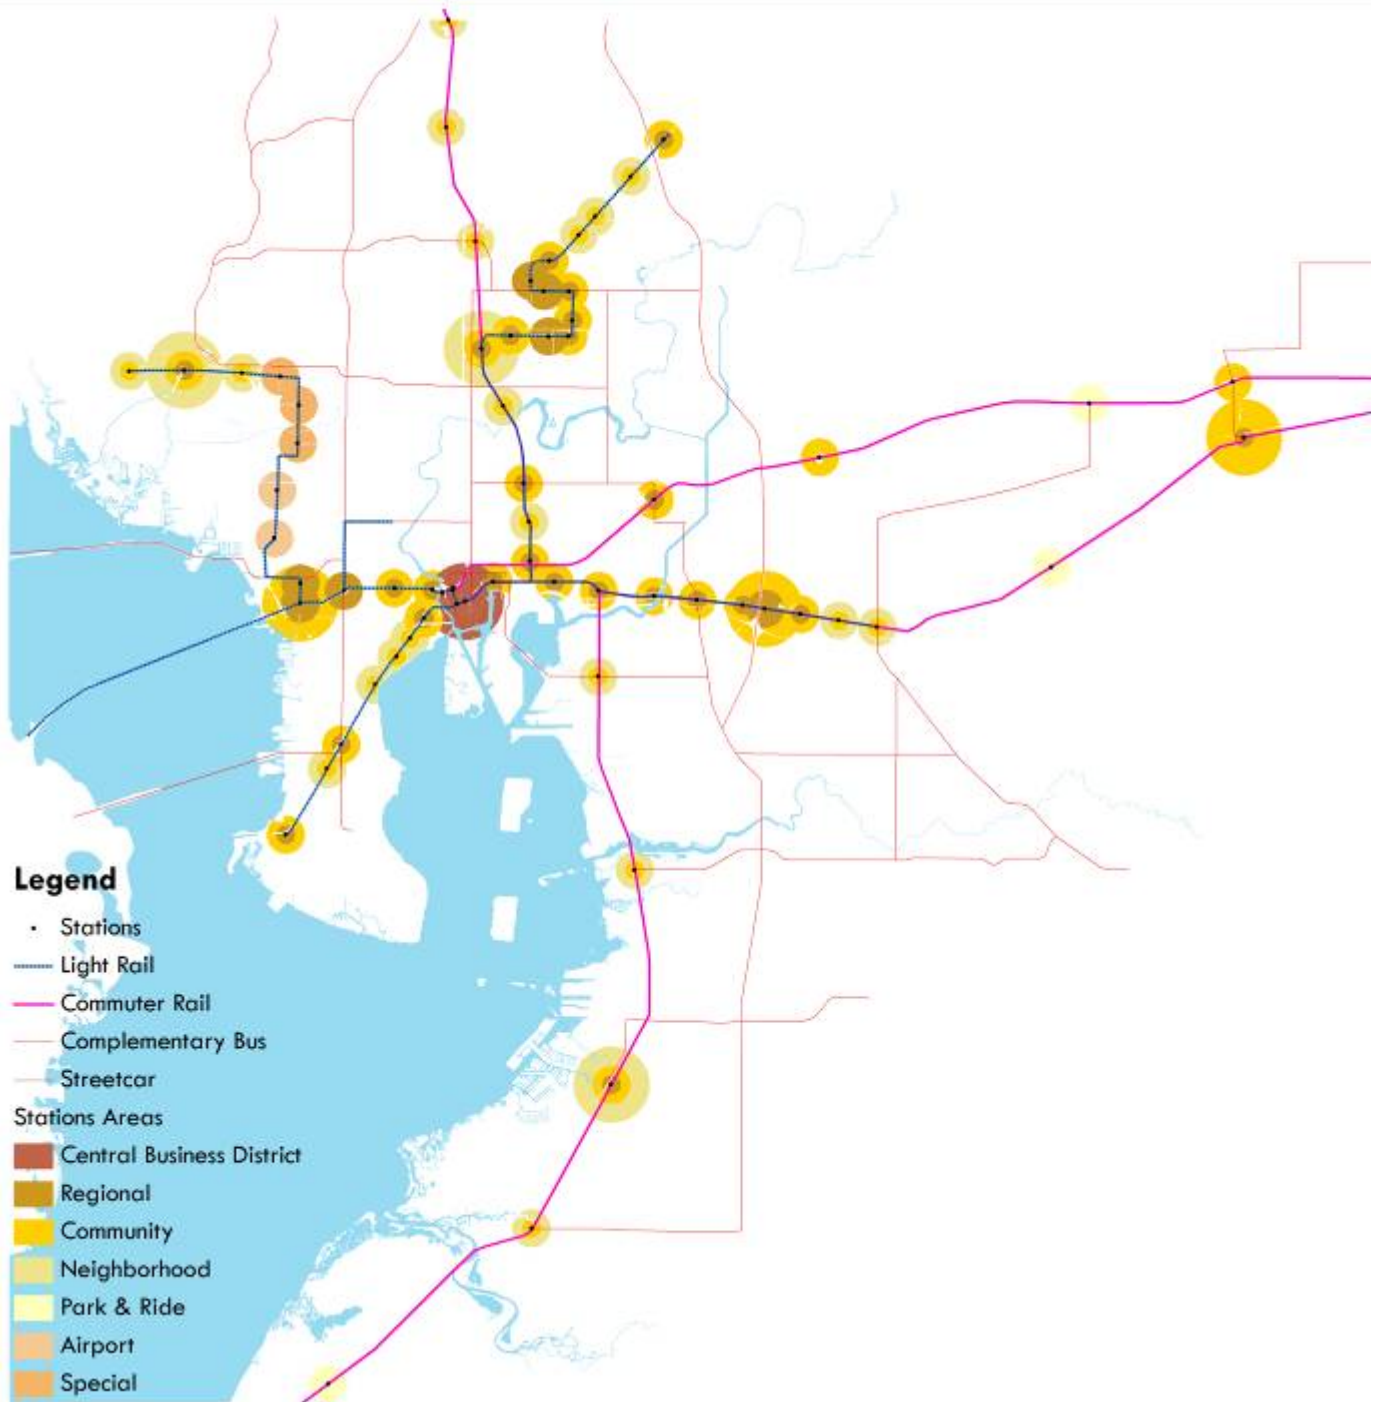 Legend
Stations
Light Rail
Commuter Rail
Complementary Bus
Streetcar
Stations Areas
Central Business District
Regional
Community
Neighborhood
Park & Ride
Airport
Special